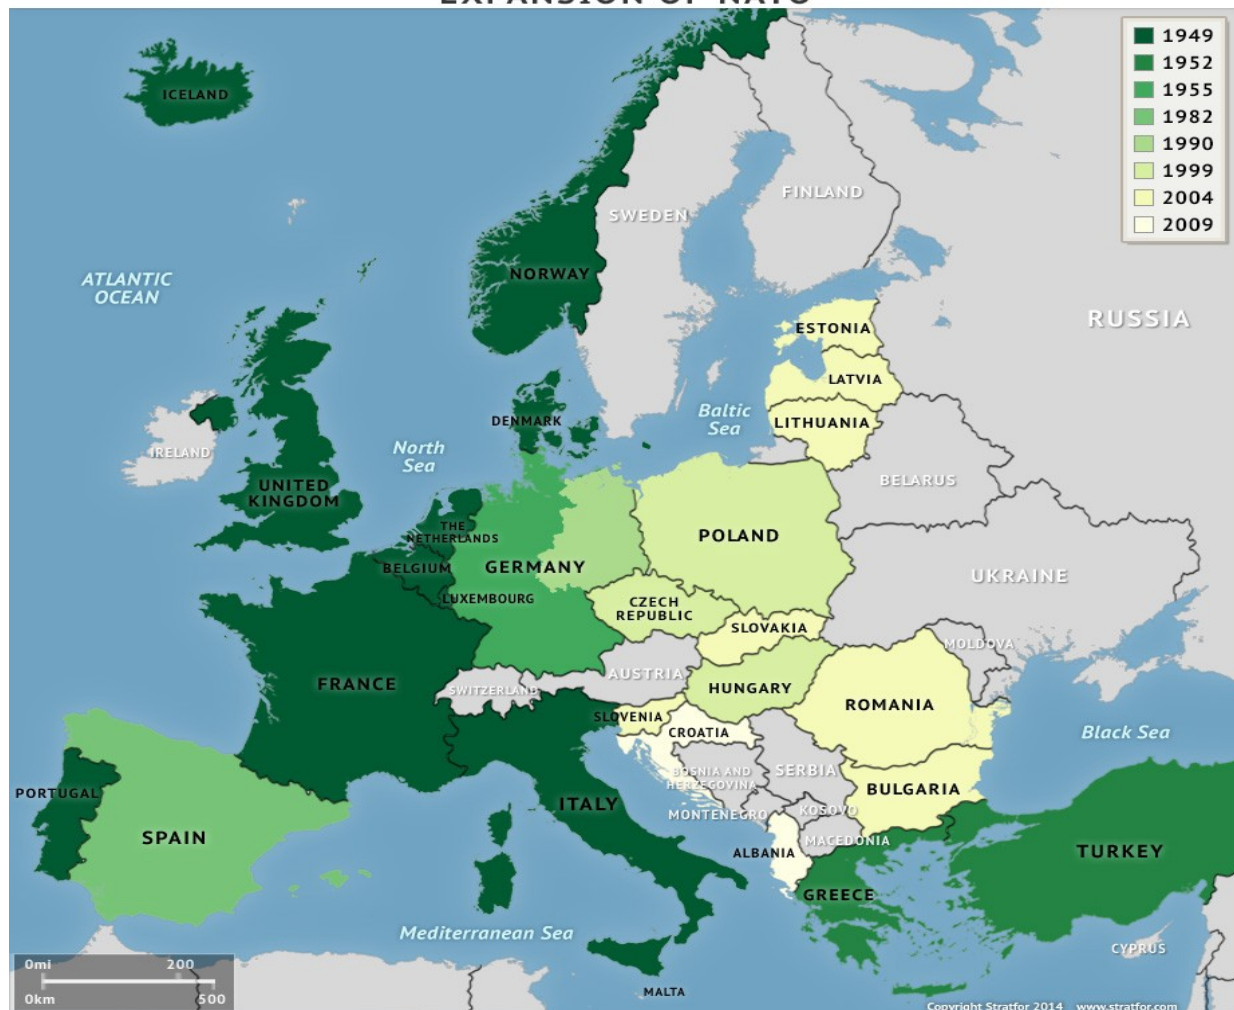 EXPANSION OF NATO
1949
1952
1955
1982
1990
1999
2004
2009
ICELAND
FINLAND
SWEDEN
NORWAY
ATLANTIC
OCEAN
RUSSIA
ESTONIA
LATVIA
Baltic
Sea
LITHUANIA
DENMARK
North
Sea
IRELAND
UNITED
KINGDOM
BELARUS
THE
NETHERLANDS
POLAND
BELGIUM
GERMANY
UKRAINE
LUXEMBOURG
CZECH
REPUBLIC
SLOVAKIA
MOLDOVA
AUSTRIA
FRANCE
SWITZERLAND
HUNGARY
ROMANIA
SLOVENIA
CROATIA
Black Sea
BOSNIA AND
HERZEGOVINA
SERBIA
BULGARIA
PORTUGAL
ITALY
MONTENEGRO
KOSOVO
SPAIN
MACEDONIA
ALBANIA
TURKEY
GREECE
Mediterranean Sea
CYPRUS
0mi 200
0km 500
MALTA
Copyright Stratfor 2014 www.stratfor.com